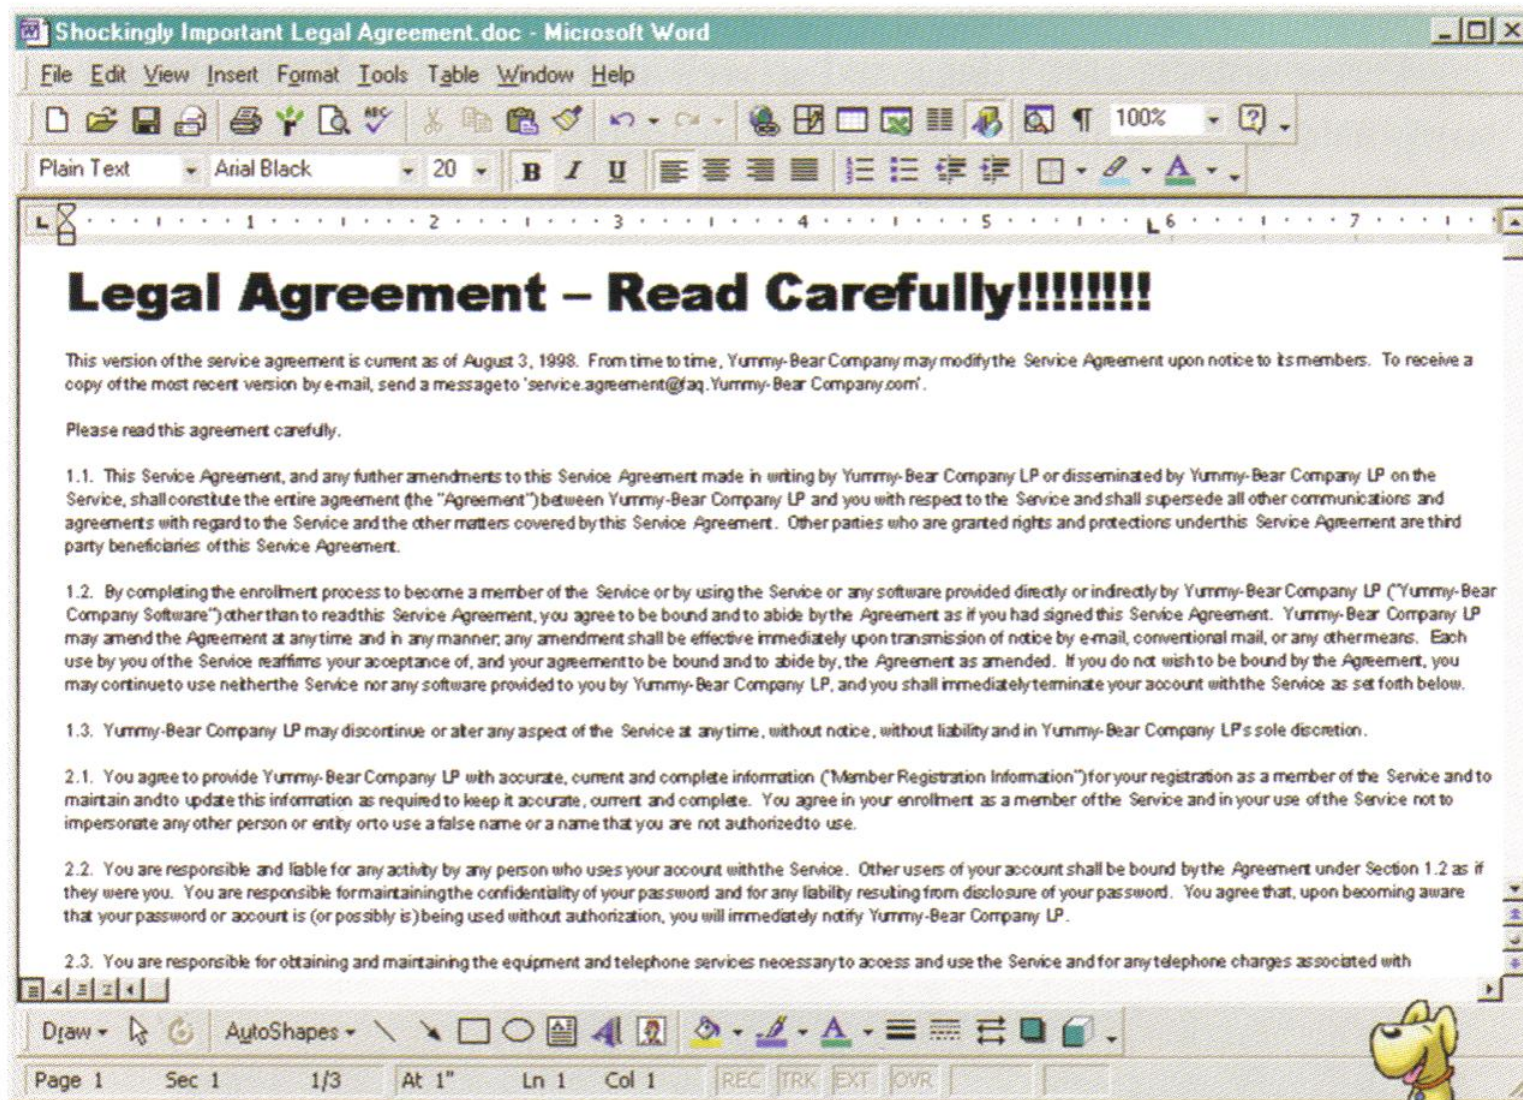 Shockingly Important Legal Agreement.doc - Microsoft Word
File Edit View Insert Format Tools Table Window Help
ABC 100%
Plain Text Arial Black 20 B I U A
1 2 3 4 5 6 7
Legal Agreement – Read Carefully!!!!!!!!
This version of the service agreement is current as of August 3, 1998. From time to time, Yummy-Bear Company may modify the Service Agreement upon notice to its members. To receive a
copy of the most recent version by e-mail, send a message to 'service.agreement@faq.Yummy-Bear Company.com'.
Please read this agreement carefully.
1.1. This Service Agreement, and any further amendments to this Service Agreement made in writing by Yummy-Bear Company LP or disseminated by Yummy-Bear Company LP on the
Service, shall constitute the entire agreement (the "Agreement") between Yummy-Bear Company LP and you with respect to the Service and shall supersede all other communications and
agreements with regard to the Service and the other matters covered by this Service Agreement. Other parties who are granted rights and protections under this Service Agreement are third
party beneficiaries of this Service Agreement.
1.2. By completing the enrollment process to become a member of the Service or by using the Service or any software provided directly or indirectly by Yummy-Bear Company LP ("Yummy-Bear
Company Software") other than to read this Service Agreement, you agree to be bound and to abide by the Agreement as if you had signed this Service Agreement. Yummy-Bear Company LP
may amend the Agreement at any time and in any manner; any amendment shall be effective immediately upon transmission of notice by e-mail, conventional mail, or any other means. Each
use by you of the Service reaffirms your acceptance of, and your agreement to be bound and to abide by, the Agreement as amended. If you do not wish to be bound by the Agreement, you
may continue to use neither the Service nor any software provided to you by Yummy-Bear Company LP, and you shall immediately terminate your account with the Service as set forth below.
1.3. Yummy-Bear Company LP may discontinue or alter any aspect of the Service at any time, without notice, without liability and in Yummy-Bear Company LP's sole discretion.
2.1. You agree to provide Yummy-Bear Company LP with accurate, current and complete information ("Member Registration Information") for your registration as a member of the Service and to
maintain and to update this information as required to keep it accurate, current and complete. You agree in your enrollment as a member of the Service and in your use of the Service not to
impersonate any other person or entity or to use a false name or a name that you are not authorized to use.
2.2. You are responsible and liable for any activity by any person who uses your account with the Service. Other users of your account shall be bound by the Agreement under Section 1.2 as if
they were you. You are responsible for maintaining the confidentiality of your password and for any liability resulting from disclosure of your password. You agree that, upon becoming aware
that your password or account is (or possibly is) being used without authorization, you will immediately notify Yummy-Bear Company LP.
2.3. You are responsible for obtaining and maintaining the equipment and telephone services necessary to access and use the Service and for any telephone charges associated with
Draw AutoShapes A A
Page 1 Sec 1 1/3 At 1" Ln 1 Col 1 REC TRK EXT OVR